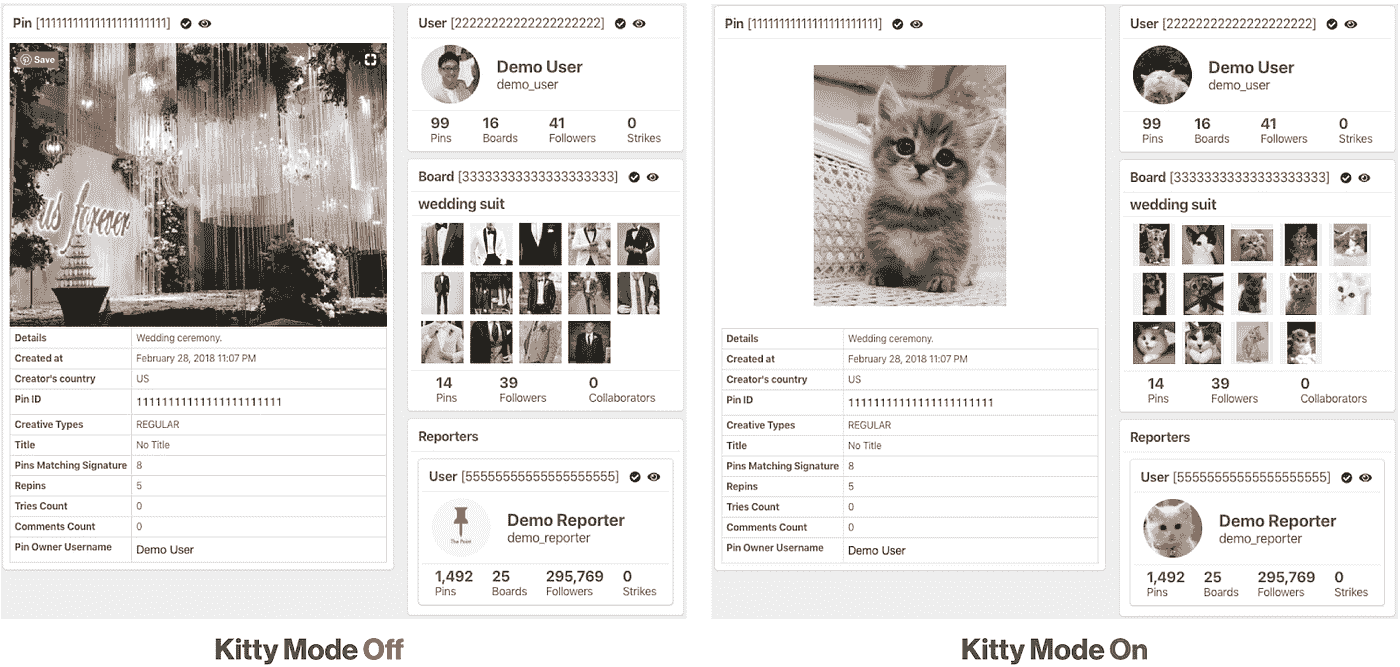 Pin [11111111111111111111111]
Save
us forever
Details Wedding ceremony.
Created at February 28, 2018 11:07 PM
Creator's country US
Pin ID 11111111111111111111111
Creative Types REGULAR
Title No Title
Pins Matching Signature 8
Repins 5
Tries Count 0
Comments Count 0
Pin Owner Username Demo User
User [22222222222222222222]
Demo User
demo_user
99 16 41 0
Pins Boards Followers Strikes
Board [33333333333333333333]
wedding suit
14 39 0
Pins Followers Collaborators
Reporters
User [55555555555555555555]
The Point
Demo Reporter
demo_reporter
1,492 25 295,769 0
Pins Boards Followers Strikes
Kitty Mode Off
Pin [11111111111111111111111]
Details Wedding ceremony.
Created at February 28, 2018 11:07 PM
Creator's country US
Pin ID 11111111111111111111111
Creative Types REGULAR
Title No Title
Pins Matching Signature 8
Repins 5
Tries Count 0
Comments Count 0
Pin Owner Username Demo User
User [22222222222222222222]
Demo User
demo_user
99 16 41 0
Pins Boards Followers Strikes
Board [33333333333333333333]
wedding suit
14 39 0
Pins Followers Collaborators
Reporters
User [55555555555555555555]
Demo Reporter
demo_reporter
1,492 25 295,769 0
Pins Boards Followers Strikes
Kitty Mode On